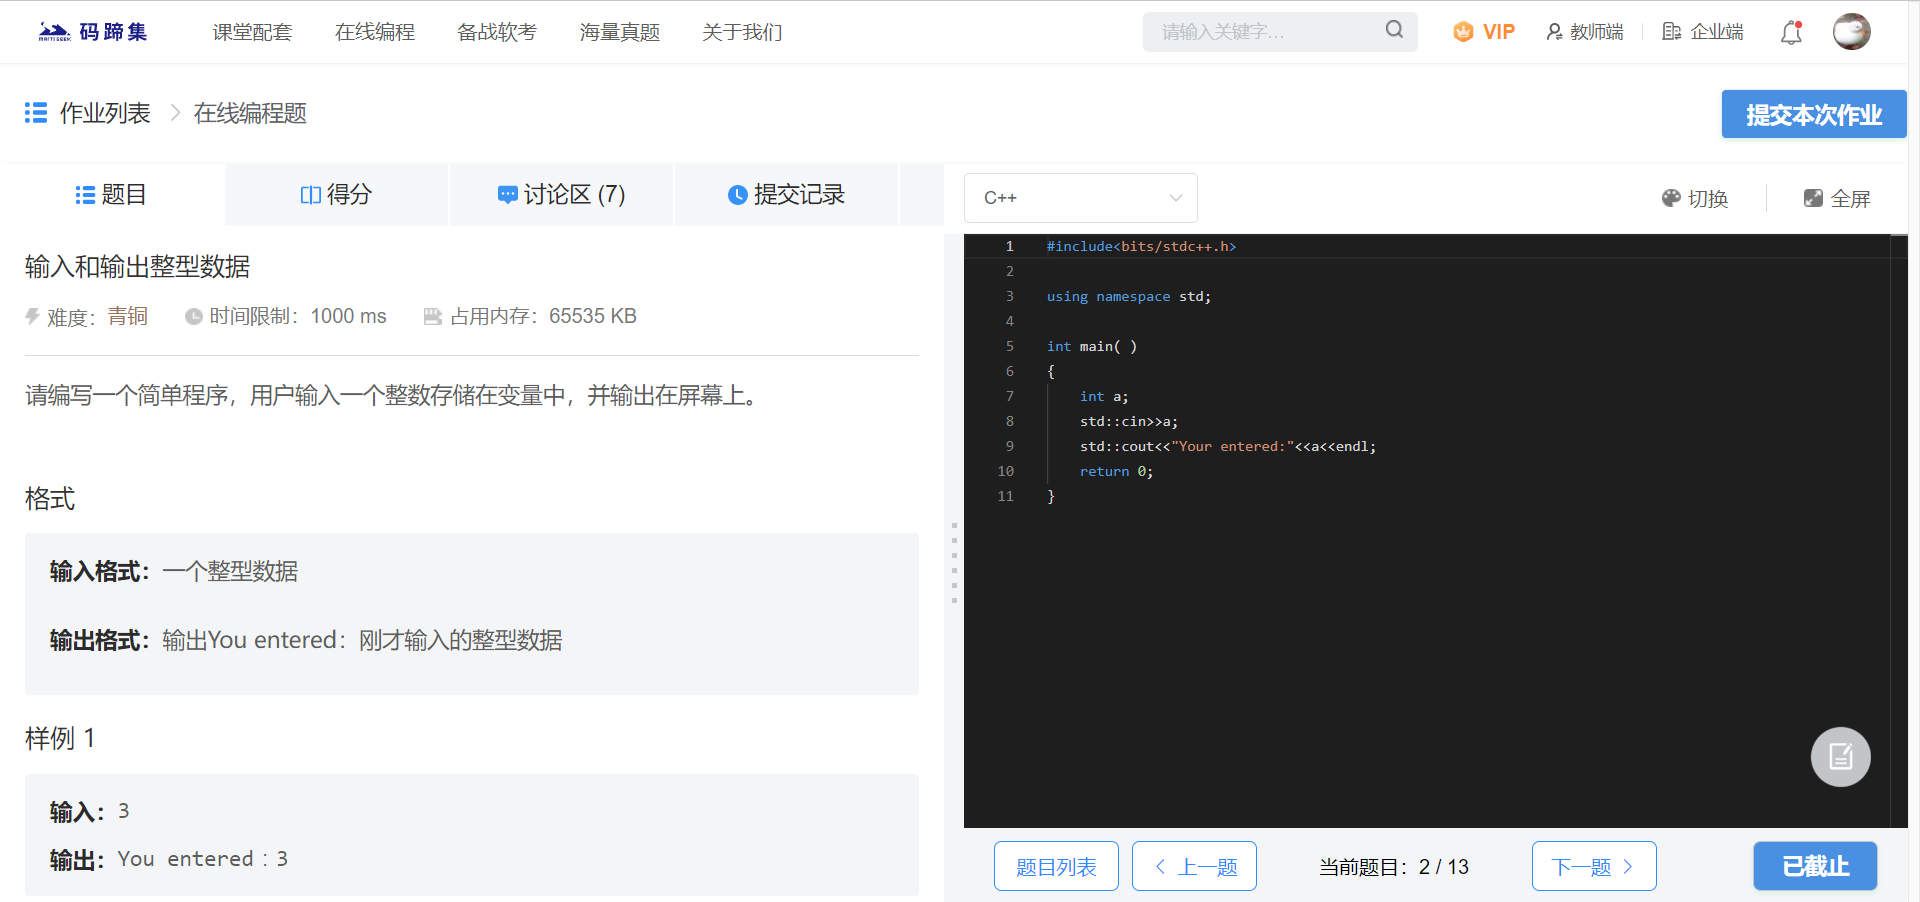 MAITI GEEK 码蹄集 课堂配套 在线编程 备战软考 海量真题 关于我们 请输入关键字... VIP 教师端 企业端
作业列表 > 在线编程题 提交本次作业
题目 得分 讨论区 (7) 提交记录
C++ 切换 全屏
输入和输出整型数据
难度：青铜 时间限制：1000 ms 占用内存：65535 KB
请编写一个简单程序，用户输入一个整数存储在变量中，并输出在屏幕上。
格式
输入格式：一个整型数据
输出格式：输出You entered：刚才输入的整型数据
样例 1
输入：3
输出：You entered：3
1 #include<bits/stdc++.h>
2
3 using namespace std;
4
5 int main( )
6 {
7 int a;
8 std::cin>>a;
9 std::cout<<"Your entered:"<<a<<endl;
10 return 0;
11 }
题目列表 < 上一题 当前题目：2 / 13 下一题 > 已截止